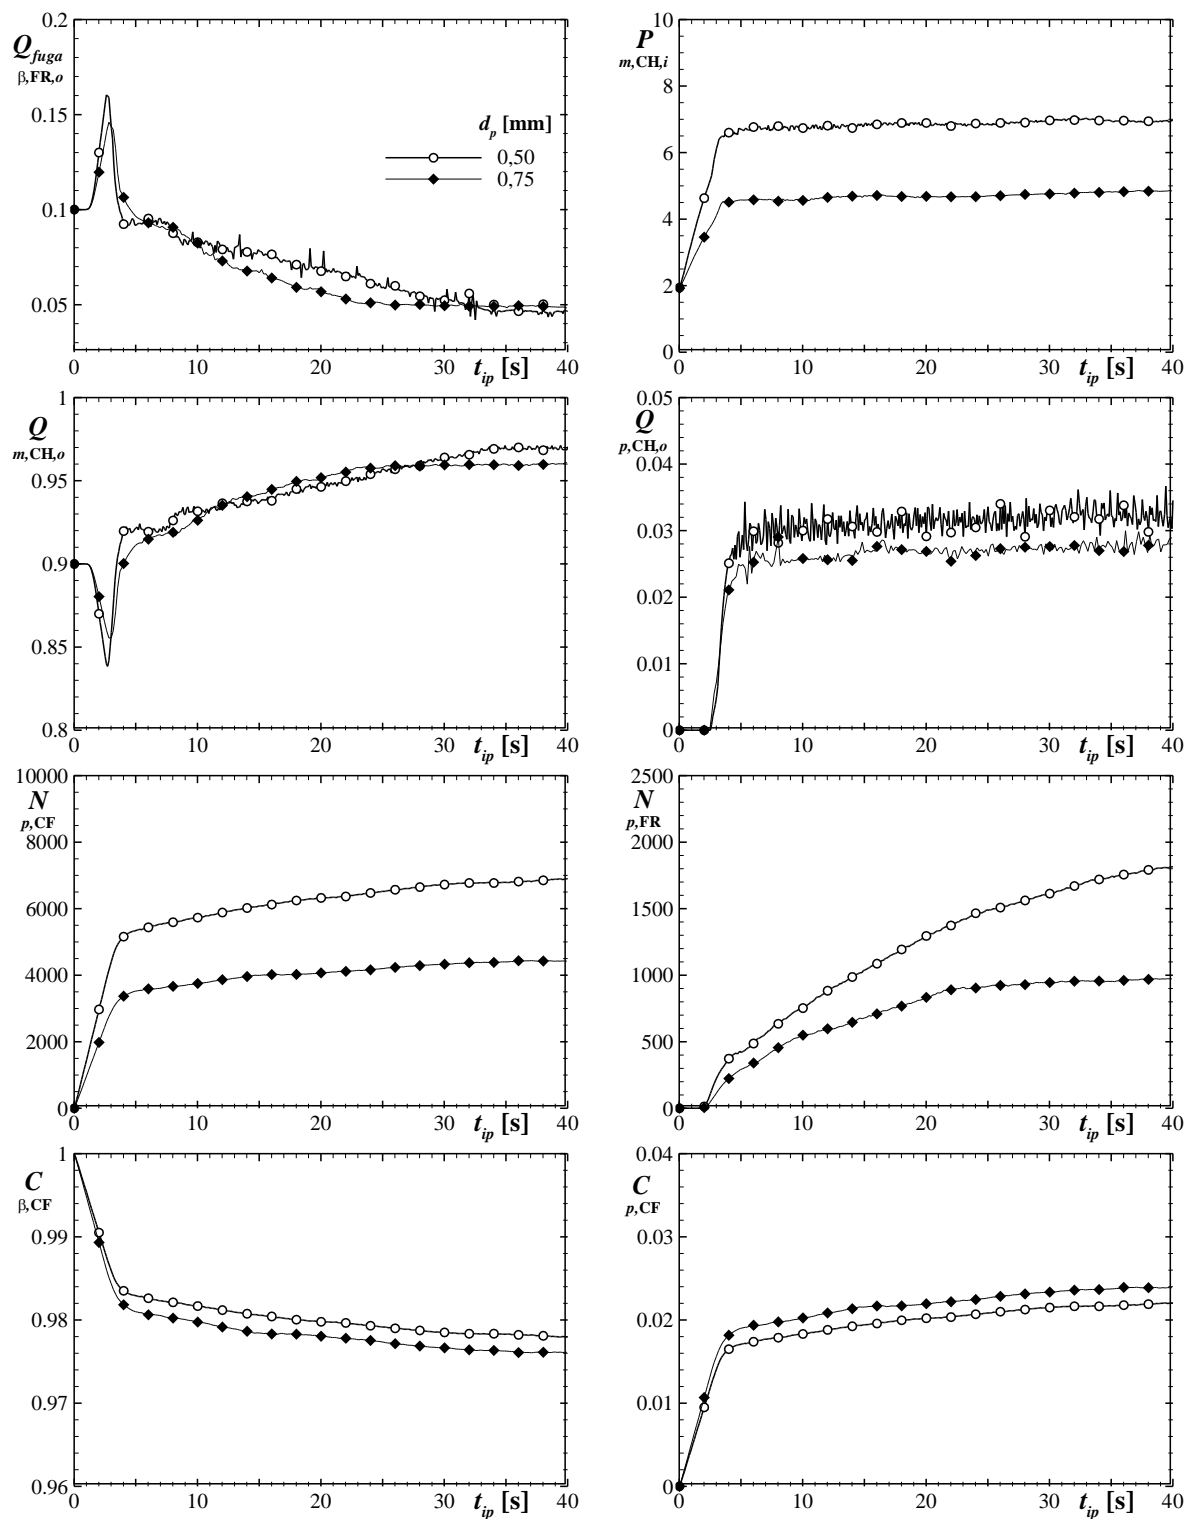 0.2
Q fuga
β,FR,o
0.15
0.1
0.05
d_p [mm]
0,50
0,75
0 10 20 30 t_ip [s] 40
10
P
m,CH,i
8
6
4
2
0
0 10 20 30 t_ip [s] 40
1
Q
m,CH,o
0.95
0.9
0.85
0.8
0 10 20 30 t_ip [s] 40
0.05
Q
p,CH,o
0.04
0.03
0.02
0.01
0
0 10 20 30 t_ip [s] 40
10000
N
p,CF
8000
6000
4000
2000
0
0 10 20 30 t_ip [s] 40
2500
N
p,FR
2000
1500
1000
500
0
0 10 20 30 t_ip [s] 40
1
C
β,CF
0.99
0.98
0.97
0.96
0 10 20 30 t_ip [s] 40
0.04
C
p,CF
0.03
0.02
0.01
0
0 10 20 30 t_ip [s] 40